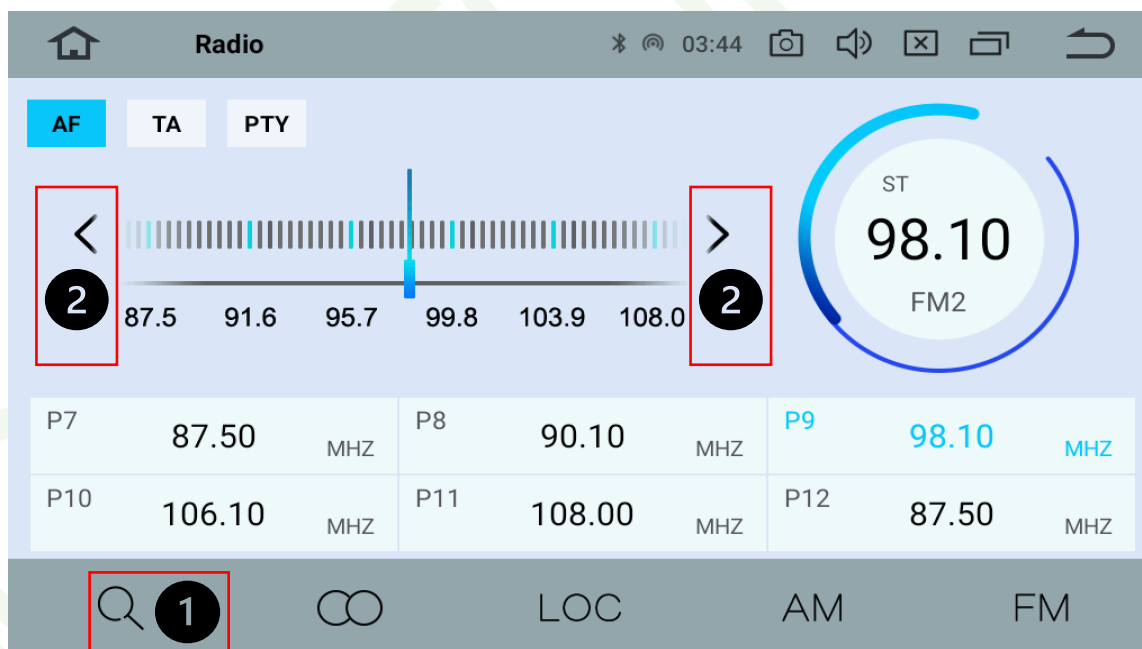 Radio 03:44
AF TA PTY
ST
98.10
FM2
2 2
87.5 91.6 95.7 99.8 103.9 108.0
P7 87.50 MHZ P8 90.10 MHZ P9 98.10 MHZ
P10 106.10 MHZ P11 108.00 MHZ P12 87.50 MHZ
1 LOC AM FM